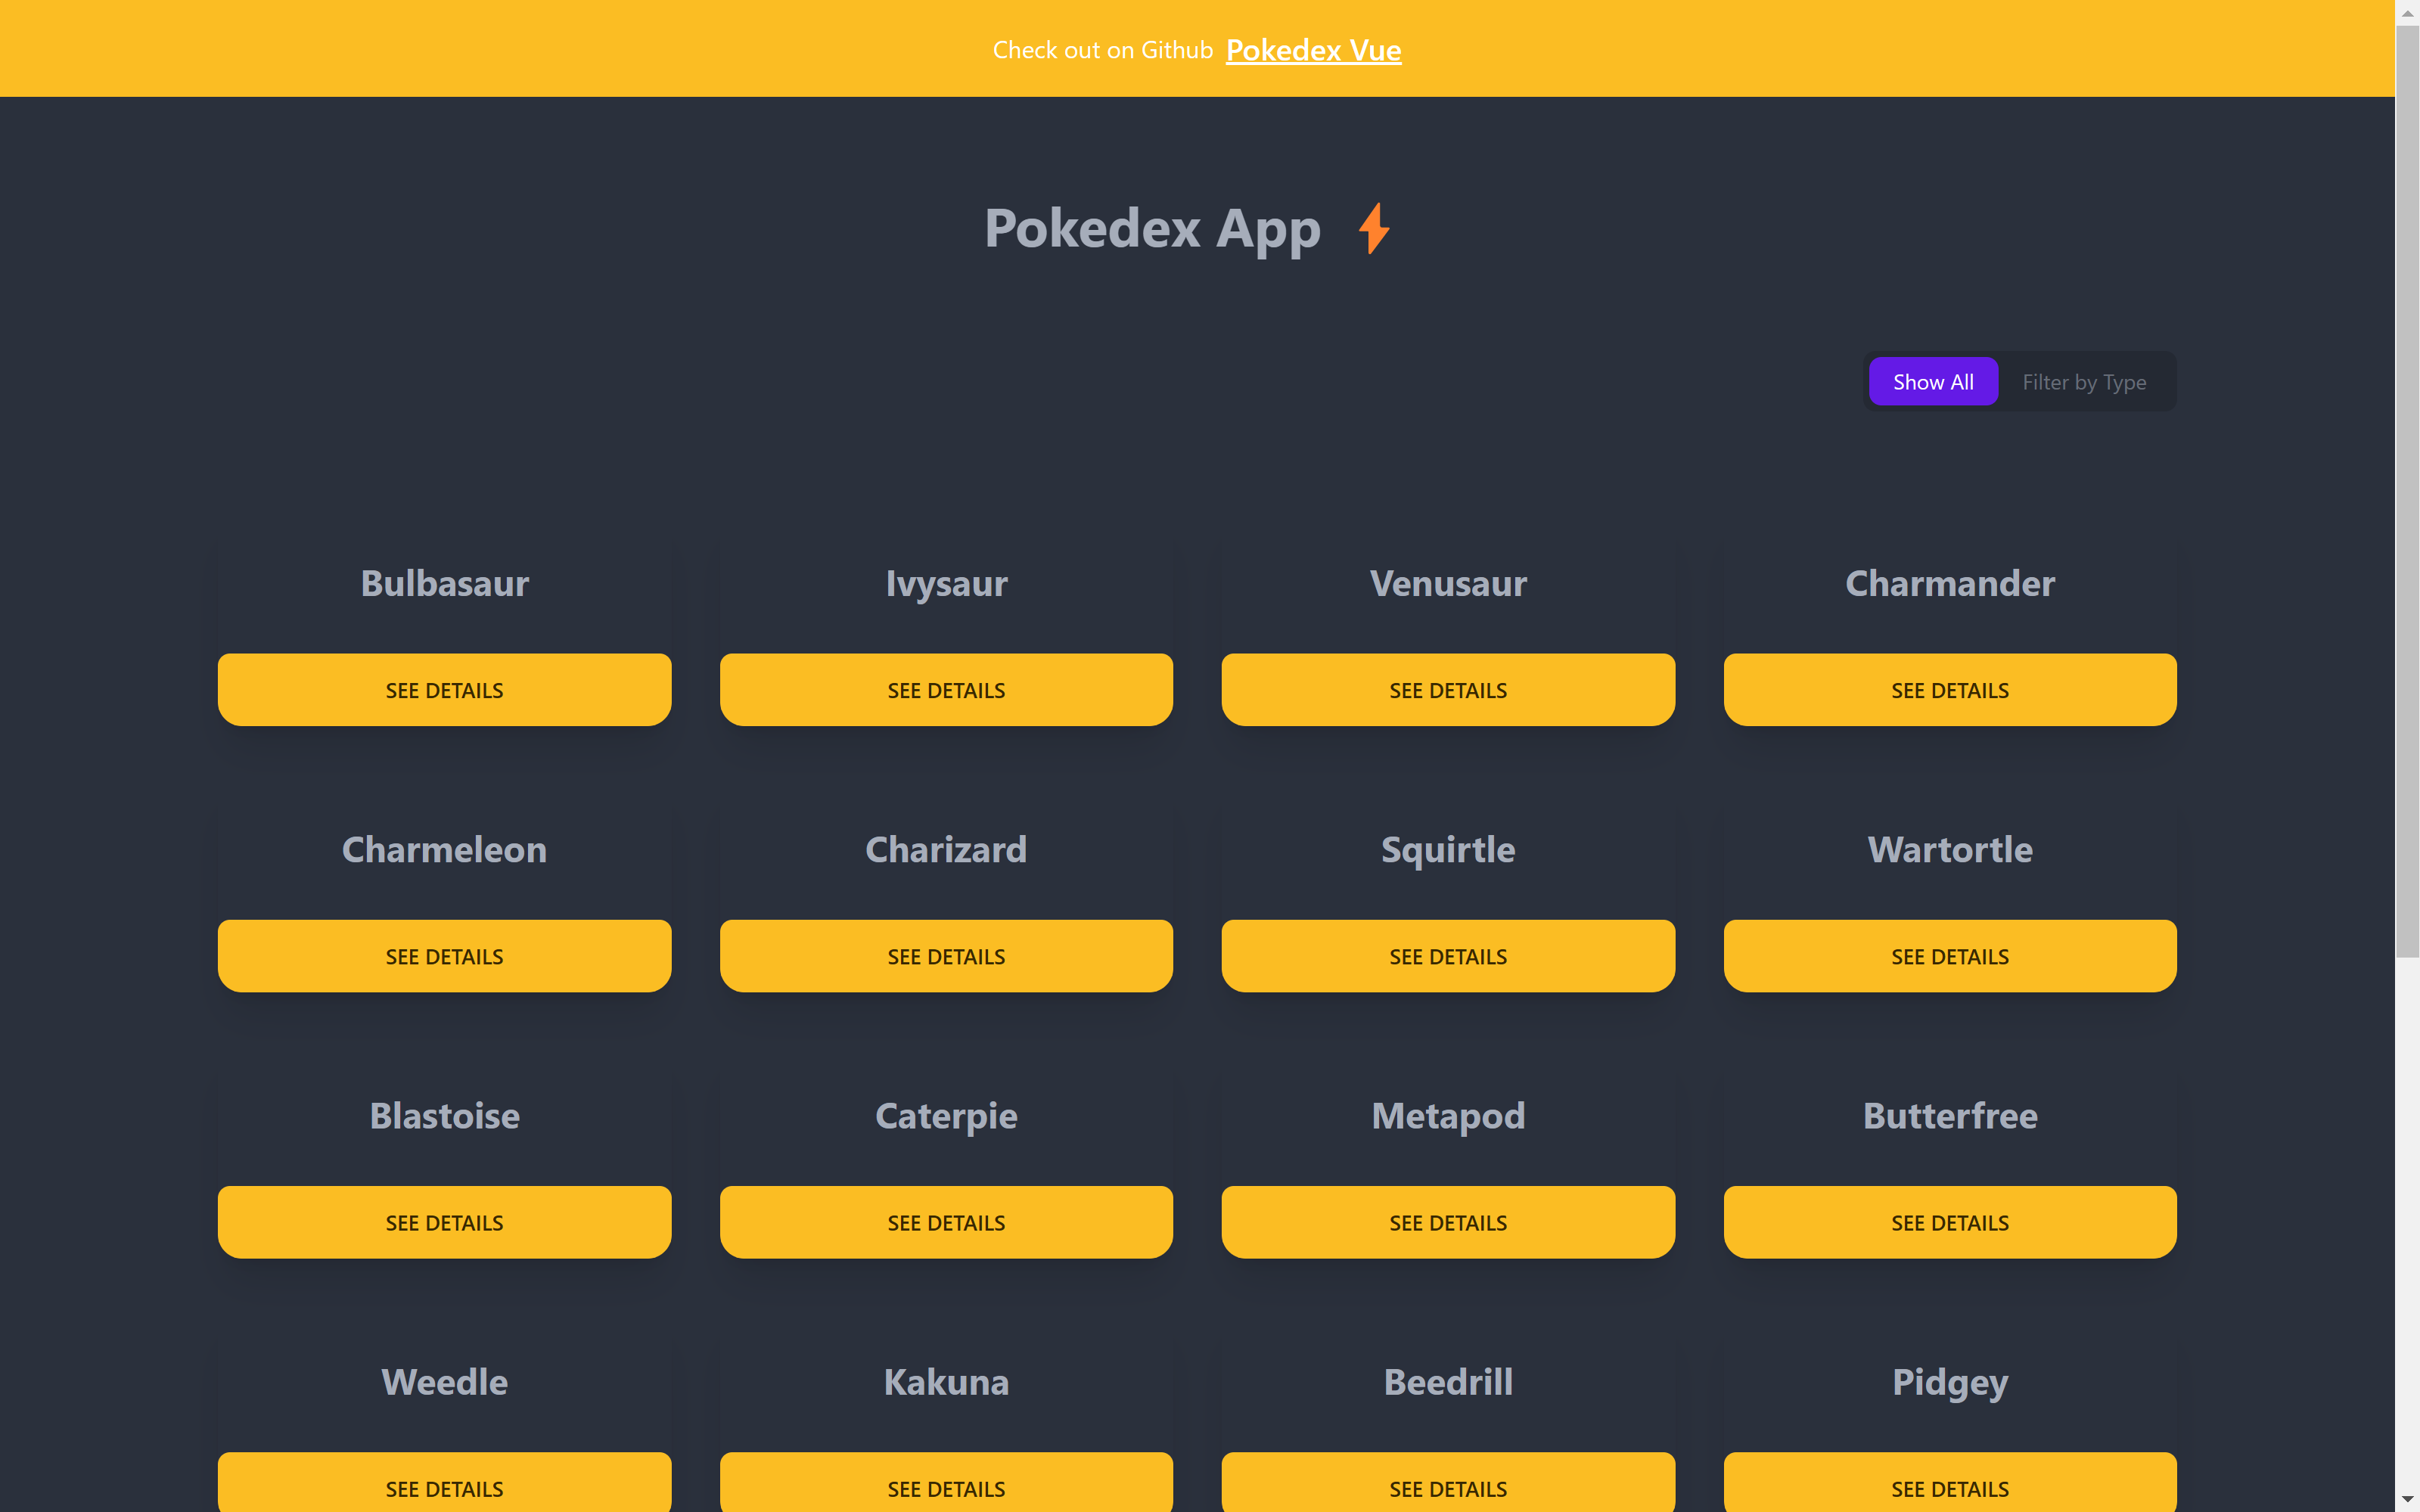 Check out on Github Pokedex Vue
Pokedex App
Show All Filter by Type
Bulbasaur Ivysaur Venusaur Charmander
SEE DETAILS SEE DETAILS SEE DETAILS SEE DETAILS
Charmeleon Charizard Squirtle Wartortle
SEE DETAILS SEE DETAILS SEE DETAILS SEE DETAILS
Blastoise Caterpie Metapod Butterfree
SEE DETAILS SEE DETAILS SEE DETAILS SEE DETAILS
Weedle Kakuna Beedrill Pidgey
SEE DETAILS SEE DETAILS SEE DETAILS SEE DETAILS